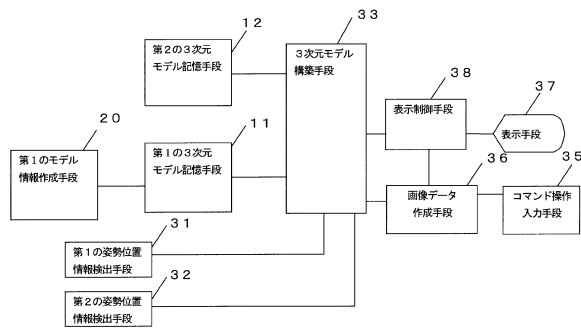 12
第2の3次元
モデル記憶手段
33
3次元モデル
構築手段
38
表示制御手段
37
表示手段
20
第1のモデル
情報作成手段
11
第1の3次元
モデル記憶手段
36
画像データ
作成手段
35
コマンド操作
入力手段
31
第1の姿勢位置
情報検出手段
32
第2の姿勢位置
情報検出手段